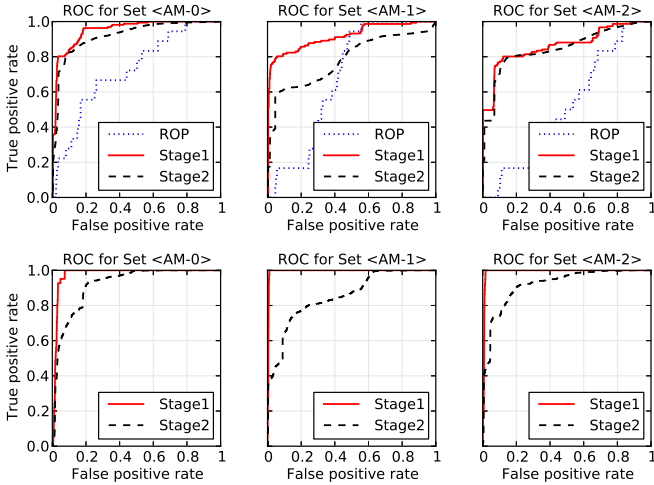 ROC for Set <AM-0>
ROC for Set <AM-1>
ROC for Set <AM-2>
True positive rate
1.0
0.8
0.6
0.4
0.2
0.0
ROP
Stage1
Stage2
0 0.2 0.4 0.6 0.8 1
False positive rate
ROP
Stage1
Stage2
0 0.2 0.4 0.6 0.8 1
False positive rate
ROP
Stage1
Stage2
0 0.2 0.4 0.6 0.8 1
False positive rate
ROC for Set <AM-0>
ROC for Set <AM-1>
ROC for Set <AM-2>
True positive rate
1.0
0.8
0.6
0.4
0.2
0.0
Stage1
Stage2
0 0.2 0.4 0.6 0.8 1
False positive rate
Stage1
Stage2
0 0.2 0.4 0.6 0.8 1
False positive rate
Stage1
Stage2
0 0.2 0.4 0.6 0.8 1
False positive rate